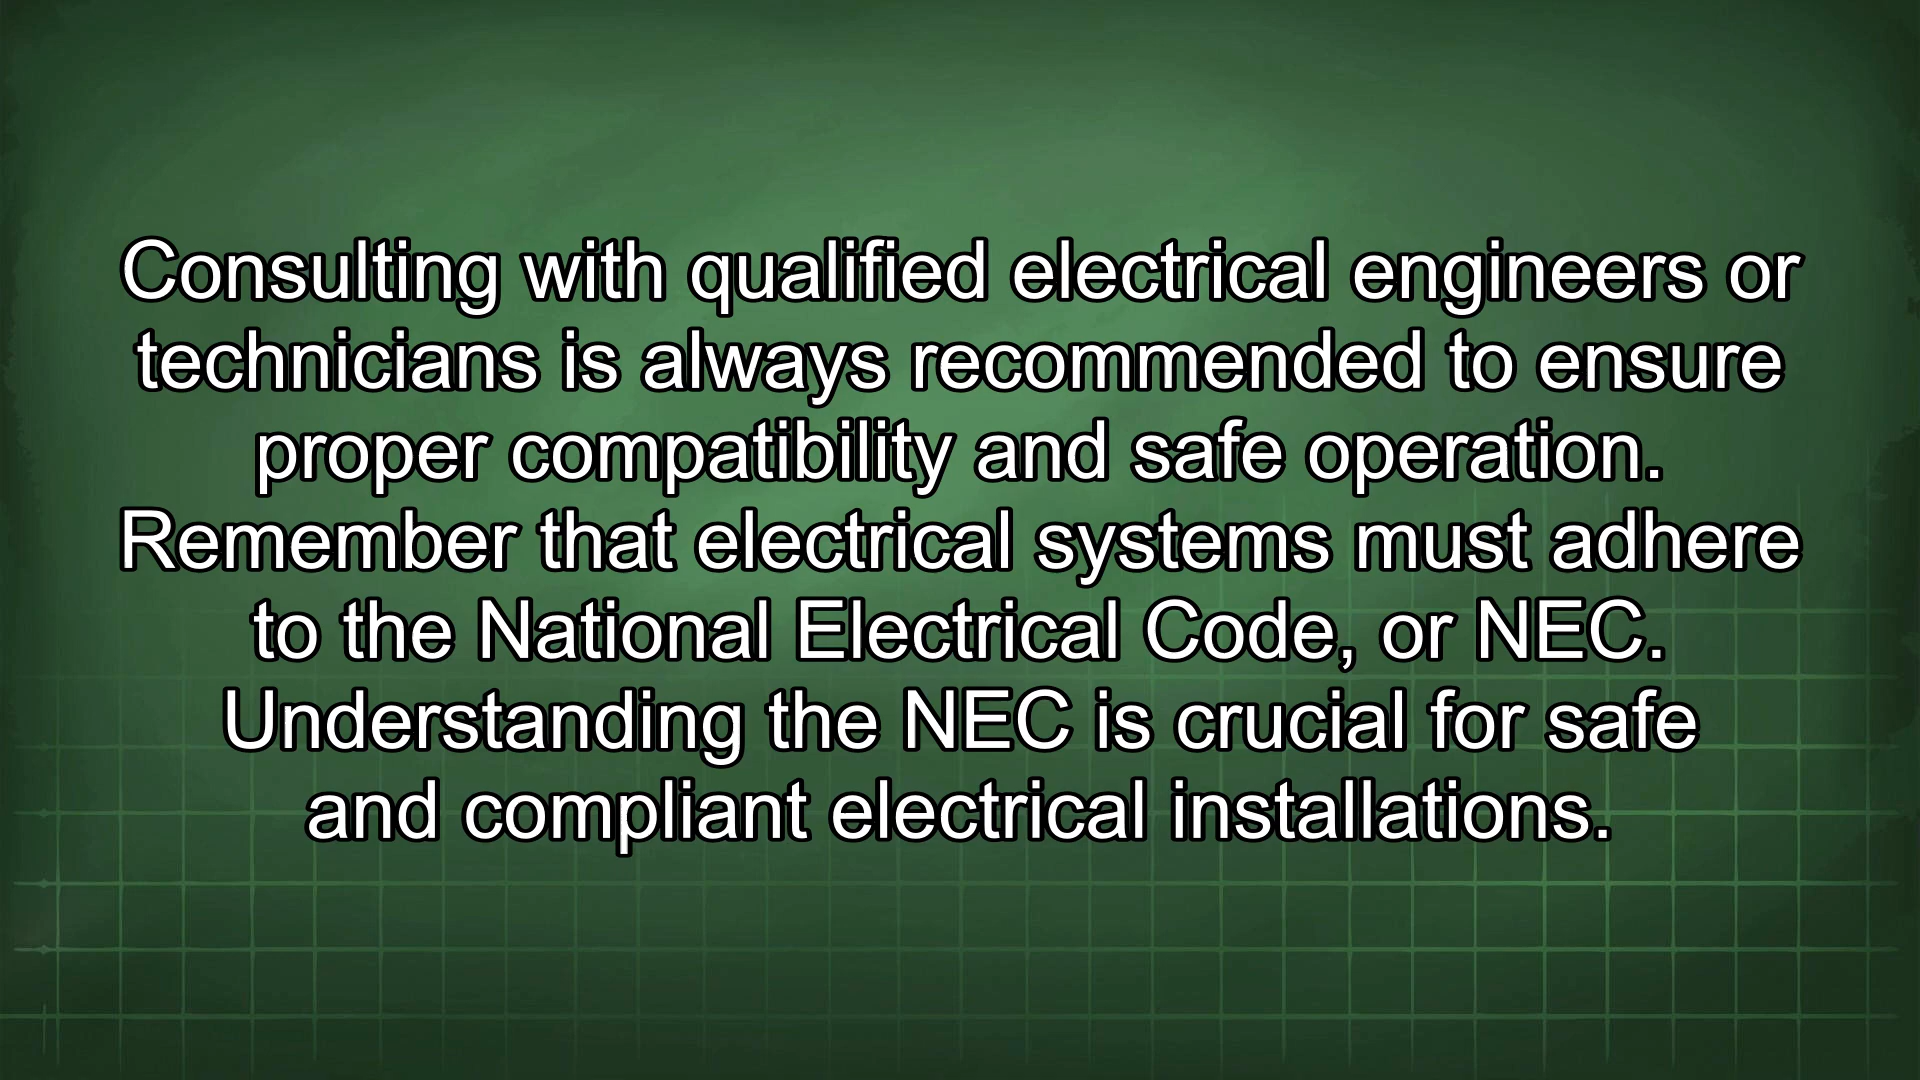 Consulting with qualified electrical engineers or
technicians is always recommended to ensure
proper compatibility and safe operation.
Remember that electrical systems must adhere
to the National Electrical Code, or NEC.
Understanding the NEC is crucial for safe
and compliant electrical installations.